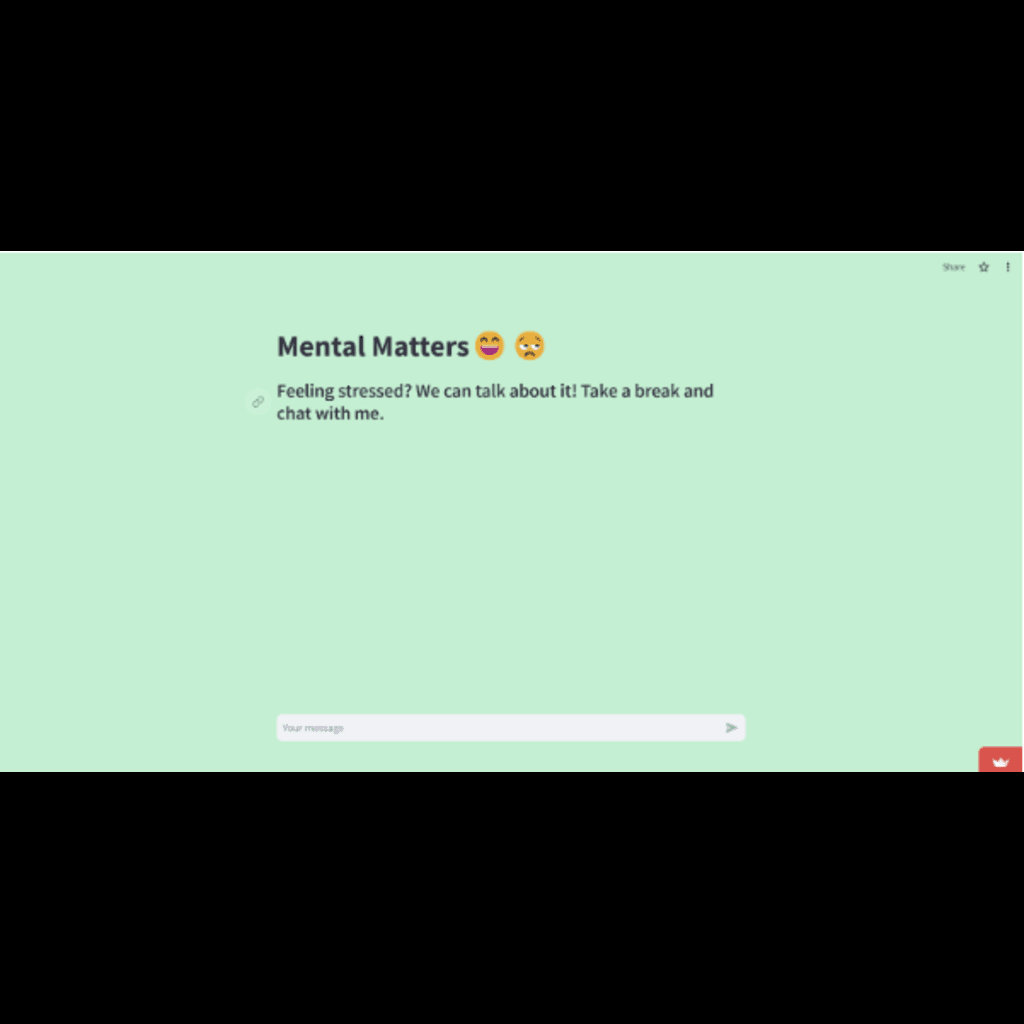 Share
Mental Matters 😄 😞
Feeling stressed? We can talk about it! Take a break and
chat with me.
Your message